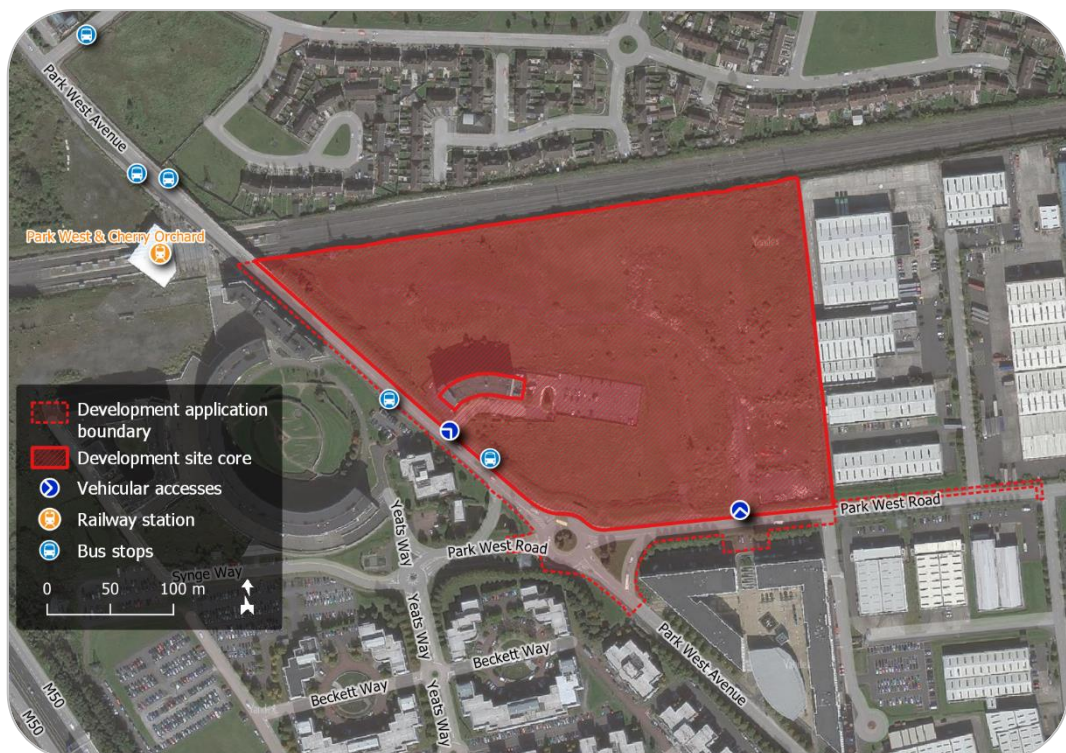 Park West Avenue
Park West & Cherry Orchard
Development application
boundary
Development site core
Vehicular accesses
Railway station
Bus stops
0 50 100 m
Yeats Way
Park West Road
Park West Road
Synge Way
Yeats Way
Beckett Way
Park West Avenue
Beckett Way
Yeats Way
M50
M50